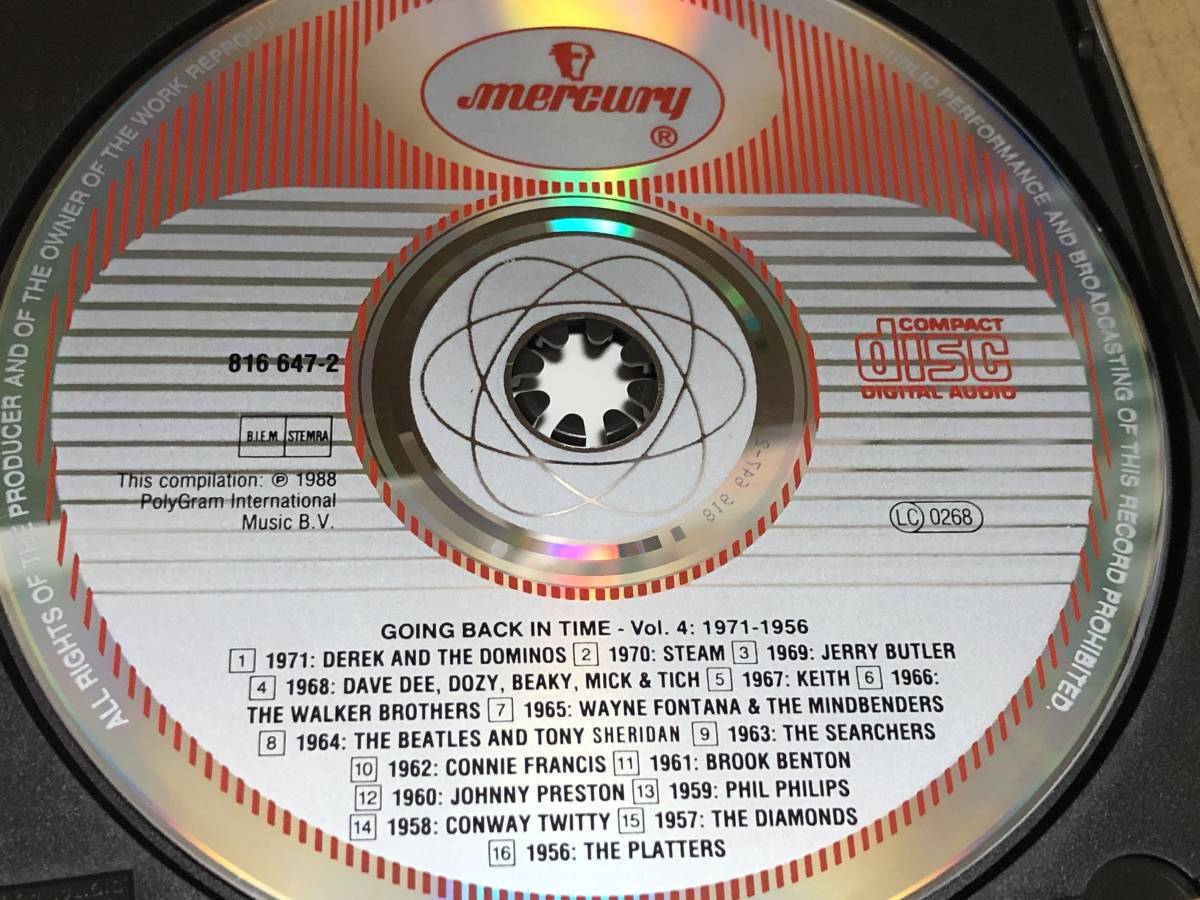 mercury
®
ALL RIGHTS OF THE PRODUCER AND OF THE OWNER OF THE WORK REPRODUC
PUBLIC PERFORMANCE AND BROADCASTING OF THIS RECORD PROHIBITED.
816 647-2
COMPACT
disc
DIGITAL AUDIO
B.I.E.M. STEMRA
This compilation: ℗ 1988
PolyGram International
Music B.V.
LC 0268
GOING BACK IN TIME - Vol. 4: 1971-1956
1 1971: DEREK AND THE DOMINOS 2 1970: STEAM 3 1969: JERRY BUTLER
4 1968: DAVE DEE, DOZY, BEAKY, MICK & TICH 5 1967: KEITH 6 1966:
THE WALKER BROTHERS 7 1965: WAYNE FONTANA & THE MINDBENDERS
8 1964: THE BEATLES AND TONY SHERIDAN 9 1963: THE SEARCHERS
10 1962: CONNIE FRANCIS 11 1961: BROOK BENTON
12 1960: JOHNNY PRESTON 13 1959: PHIL PHILIPS
14 1958: CONWAY TWITTY 15 1957: THE DIAMONDS
16 1956: THE PLATTERS